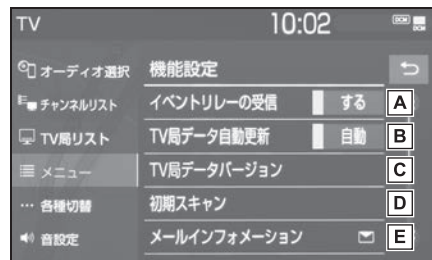 TV 10:02 DCM
オーディオ選択 機能設定
チャンネルリスト イベントリレーの受信 する A
TV局リスト TV局データ自動更新 自動 B
メニュー TV局データバージョン C
各種切替 初期スキャン D
音設定 メールインフォメーション E